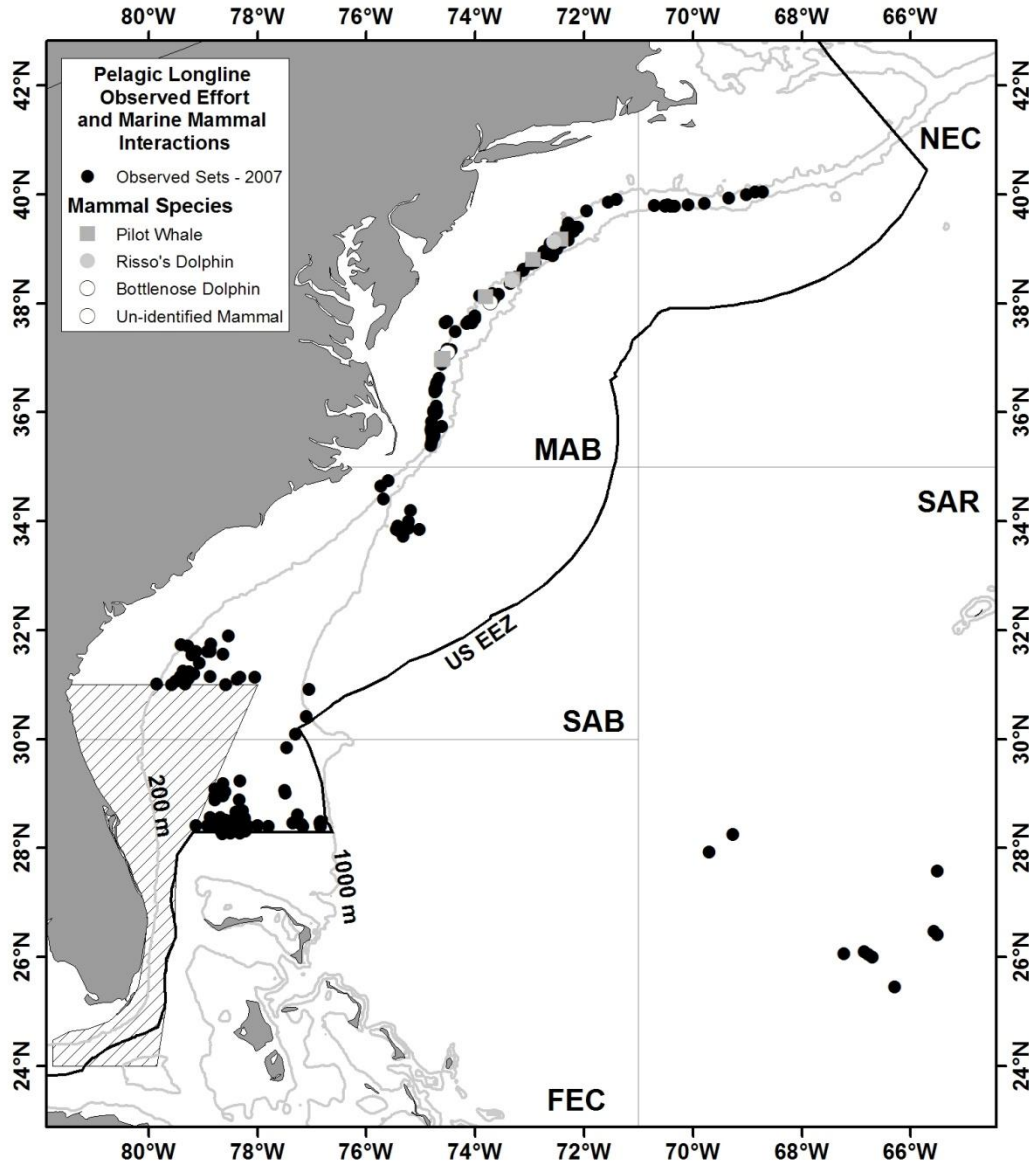 80°W 78°W 76°W 74°W 72°W 70°W 68°W 66°W
Pelagic Longline
Observed Effort
and Marine Mammal
Interactions
Observed Sets - 2007
Mammal Species
Pilot Whale
Risso's Dolphin
Bottlenose Dolphin
Un-identified Mammal
42°N 42°N
NEC
40°N 40°N
38°N 38°N
36°N 36°N
MAB
SAR
34°N 34°N
32°N 32°N
US EEZ
SAB
30°N 30°N
200 m
28°N 28°N
1000 m
26°N 26°N
24°N 24°N
FEC
80°W 78°W 76°W 74°W 72°W 70°W 68°W 66°W